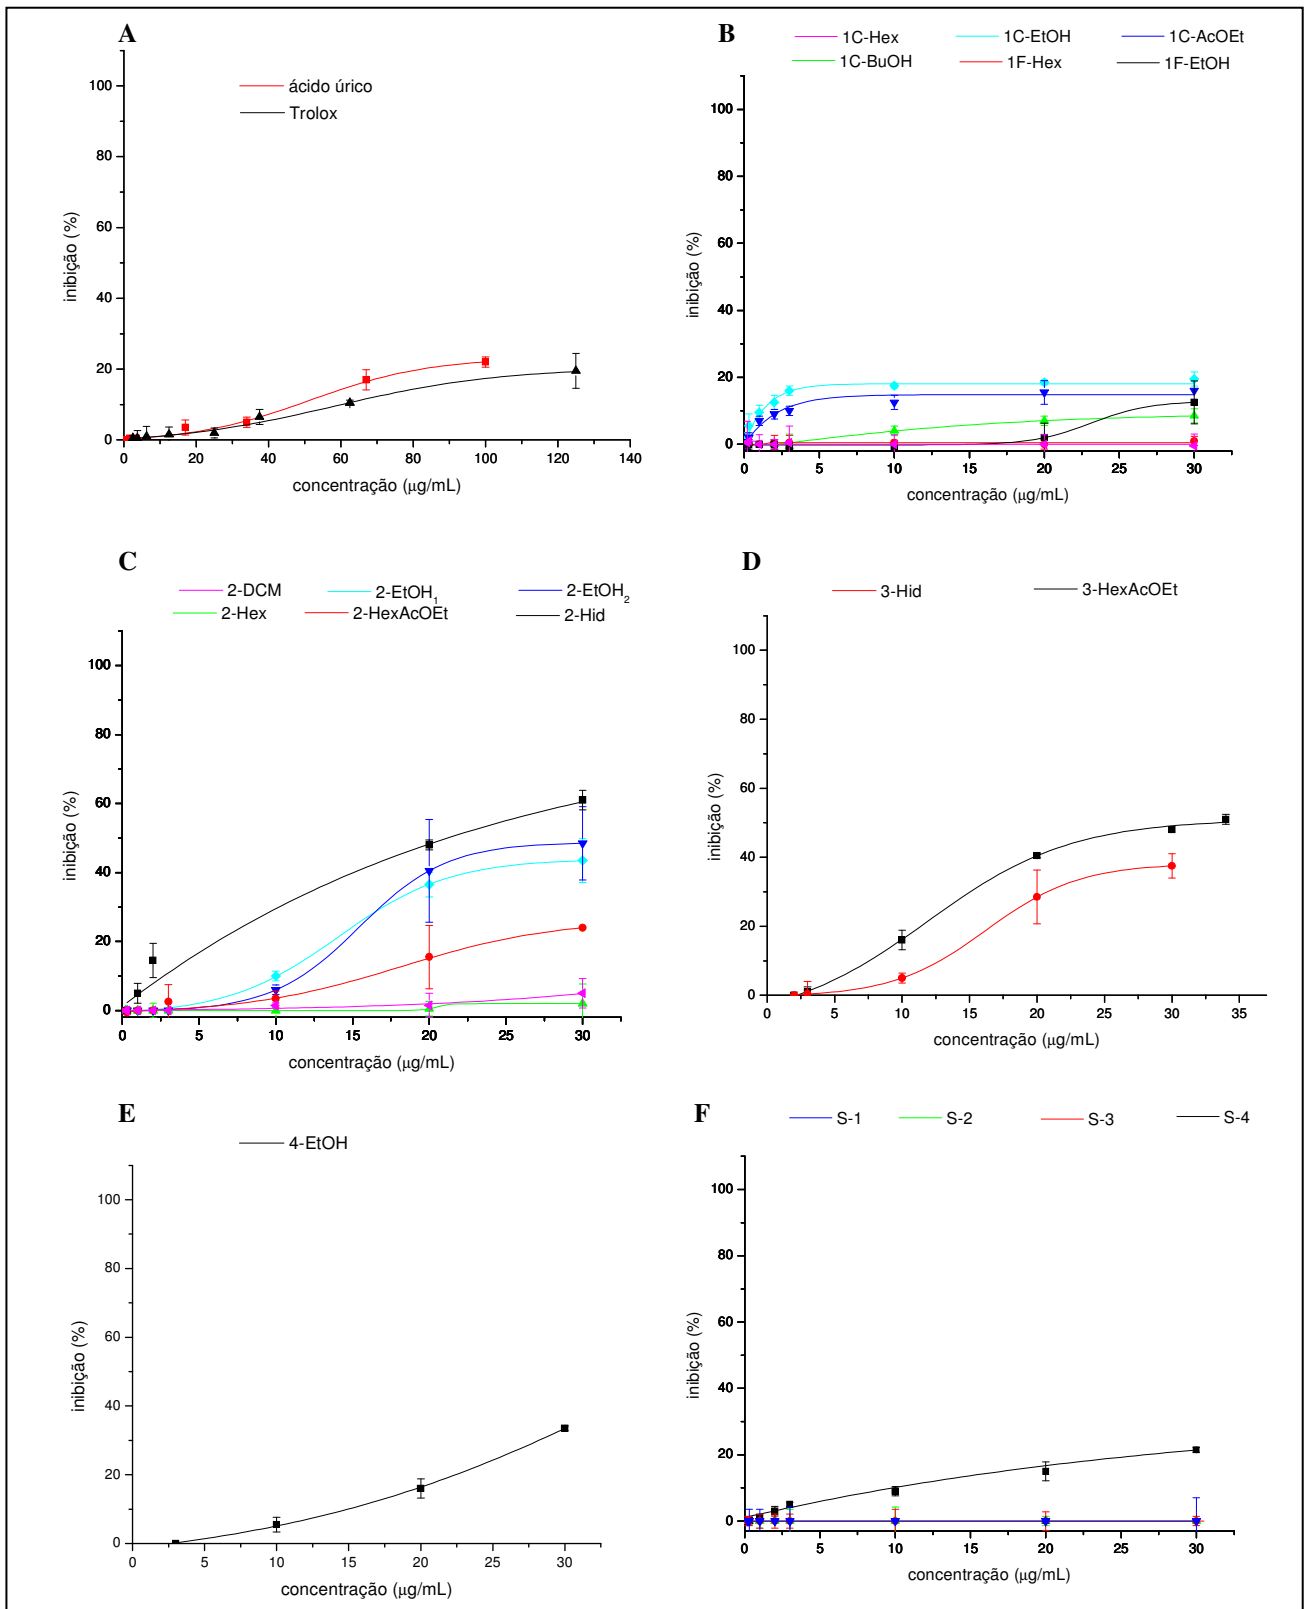 A
ácido úrico
Trolox
100
80
60
40
20
0
0 20 40 60 80 100 120 140
inibição (%)
concentração (μg/mL)
B
1C-Hex 1C-EtOH 1C-AcOEt
1C-BuOH 1F-Hex 1F-EtOH
100
80
60
40
20
0
0 5 10 15 20 25 30
inibição (%)
concentração (μg/mL)
C
2-DCM 2-EtOH₁ 2-EtOH₂
2-Hex 2-HexAcOEt 2-Hid
100
80
60
40
20
0
0 5 10 15 20 25 30
inibição (%)
concentração (μg/mL)
D
3-Hid 3-HexAcOEt
100
80
60
40
20
0
0 5 10 15 20 25 30 35
inibição (%)
concentração (μg/mL)
E
4-EtOH
100
80
60
40
20
0
0 5 10 15 20 25 30
inibição (%)
concentração (μg/mL)
F
S-1 S-2 S-3 S-4
100
80
60
40
20
0
0 5 10 15 20 25 30
inibição (%)
concentração (μg/mL)